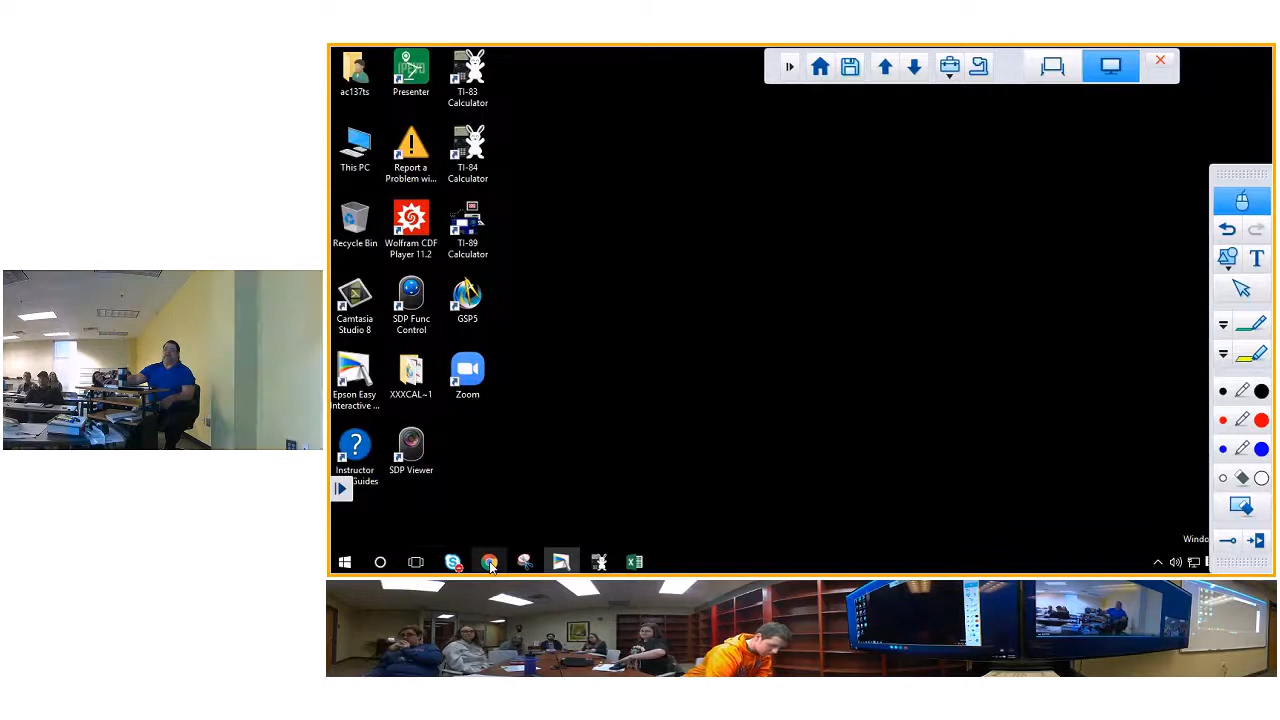 ac137ts
Presenter
TI-83
Calculator
This PC
Report a
Problem wi...
TI-84
Calculator
Recycle Bin
Wolfram CDF
Player 11.2
TI-89
Calculator
Camtasia
Studio 8
SDP Func
Control
GSP5
Epson Easy
Interactive ...
XXXCAL~1
Zoom
Instructor
Guides
SDP Viewer
T
Windo